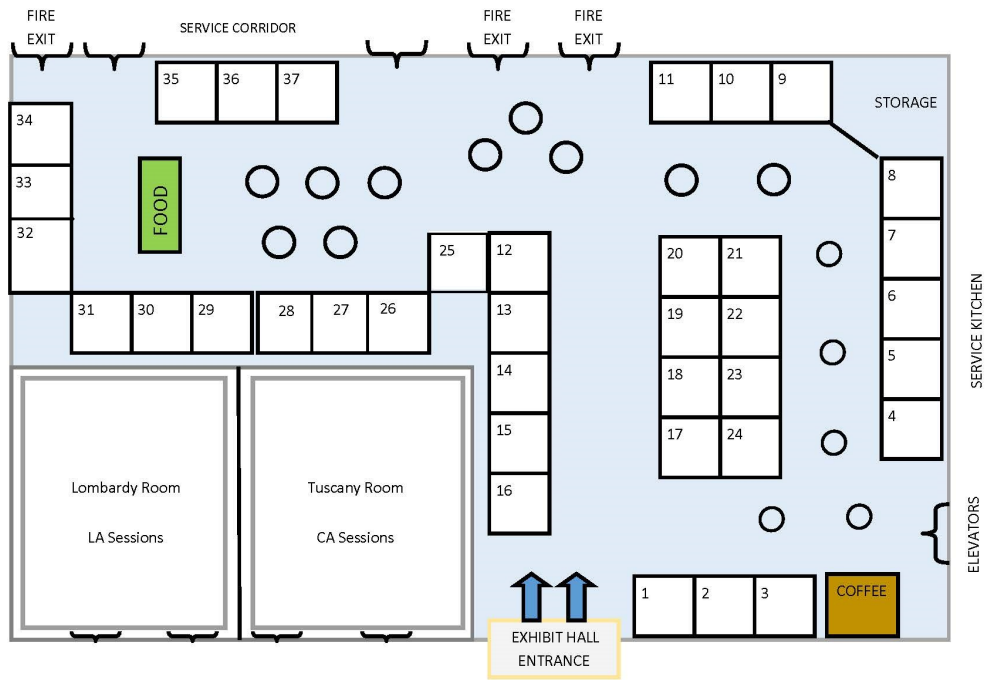 FIRE
EXIT
SERVICE CORRIDOR
FIRE
EXIT
FIRE
EXIT
35
36
37
11
10
9
STORAGE
34
33
32
FOOD
8
7
6
5
4
SERVICE KITCHEN
25
12
20
21
31
30
29
28
27
26
13
19
22
14
18
23
15
17
24
16
Lombardy Room
LA Sessions
Tuscany Room
CA Sessions
ELEVATORS
1
2
3
COFFEE
EXHIBIT HALL
ENTRANCE